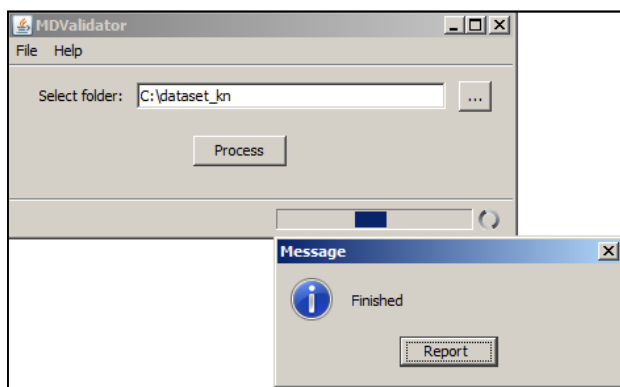 MDValidator
File Help
Select folder: C:\dataset_kn ...
Process
Message
Finished
Report